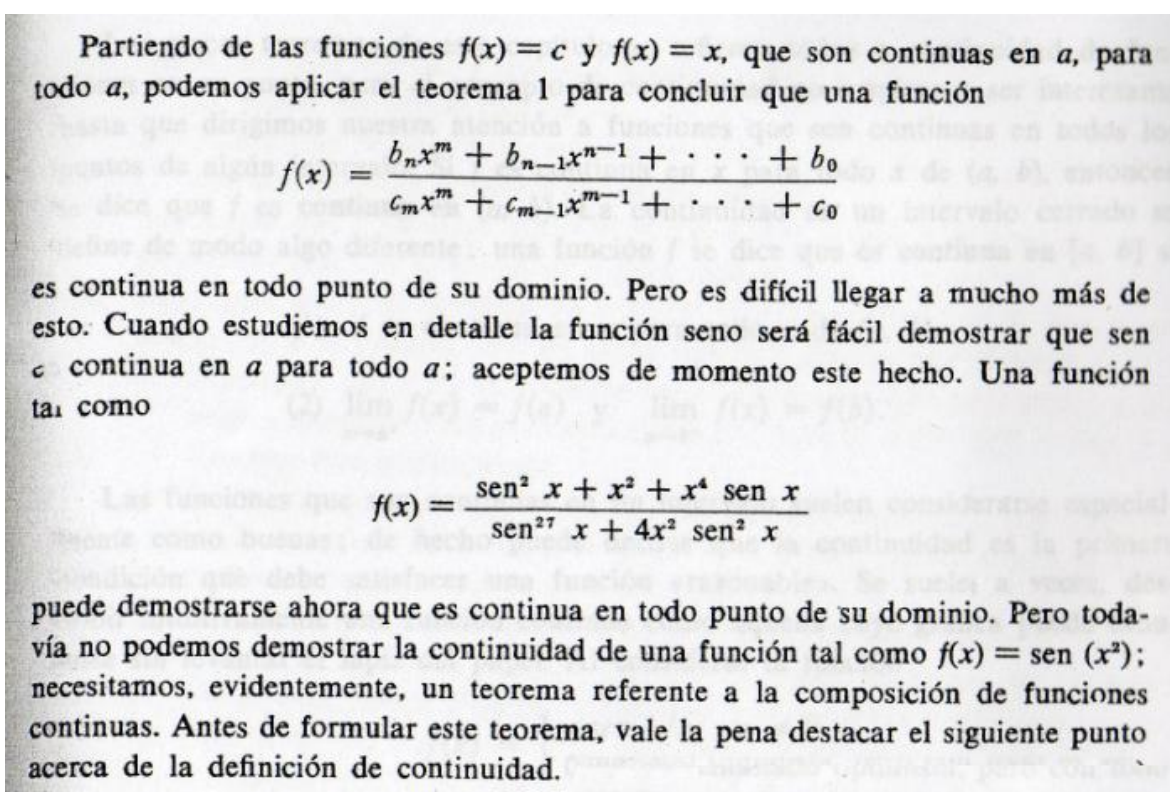 Partiendo de las funciones f(x) = c y f(x) = x, que son continuas en a, para
todo a, podemos aplicar el teorema 1 para concluir que una función
f(x) = \frac{b_n x^m + b_{n-1} x^{n-1} + · · · + b_0}{c_m x^m + c_{m-1} x^{m-1} + · · · + c_0}
es continua en todo punto de su dominio. Pero es difícil llegar a mucho más de
esto. Cuando estudiemos en detalle la función seno será fácil demostrar que sen
continua en a para todo a; aceptemos de momento este hecho. Una función
tal como
f(x) = \frac{sen² x + x² + x⁴ sen x}{sen²⁷ x + 4x² sen² x}
puede demostrarse ahora que es continua en todo punto de su dominio. Pero toda-
vía no podemos demostrar la continuidad de una función tal como f(x) = sen (x²);
necesitamos, evidentemente, un teorema referente a la composición de funciones
continuas. Antes de formular este teorema, vale la pena destacar el siguiente punto
acerca de la definición de continuidad.